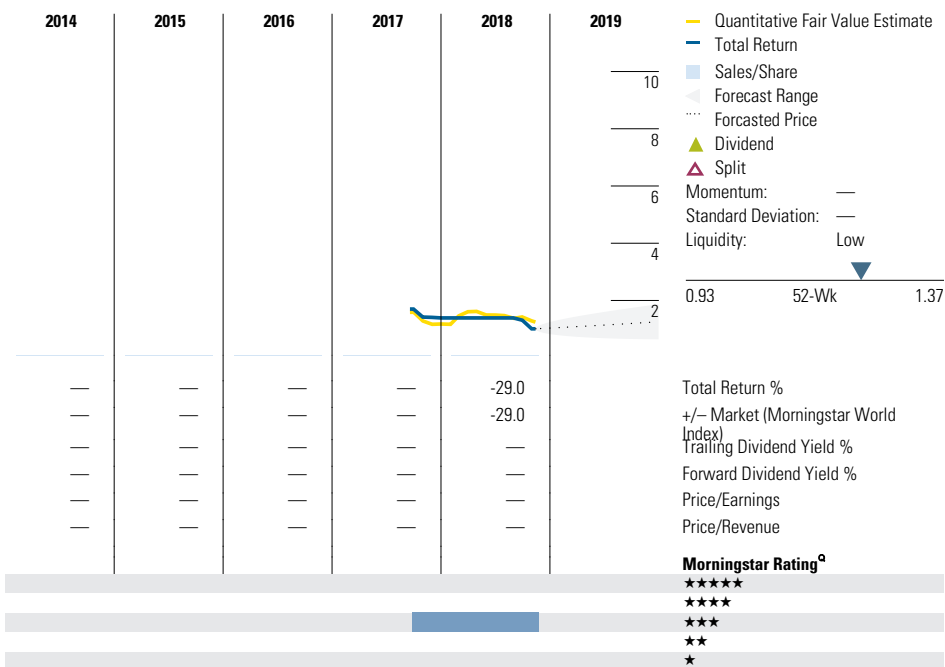 2014 2015 2016 2017 2018 2019
Quantitative Fair Value Estimate
Total Return
Sales/Share
Forecast Range
Forcasted Price
Dividend
Split
Momentum: —
Standard Deviation: —
Liquidity: Low
0.93 52-Wk 1.37
10
8
6
4
2
— — — — -29.0 Total Return %
— — — — -29.0 +/– Market (Morningstar World
Index)
— — — — — Trailing Dividend Yield %
— — — — — Forward Dividend Yield %
— — — — — Price/Earnings
— — — — — Price/Revenue
Morningstar RatingQ
★★★★★
★★★★
★★★
★★
★